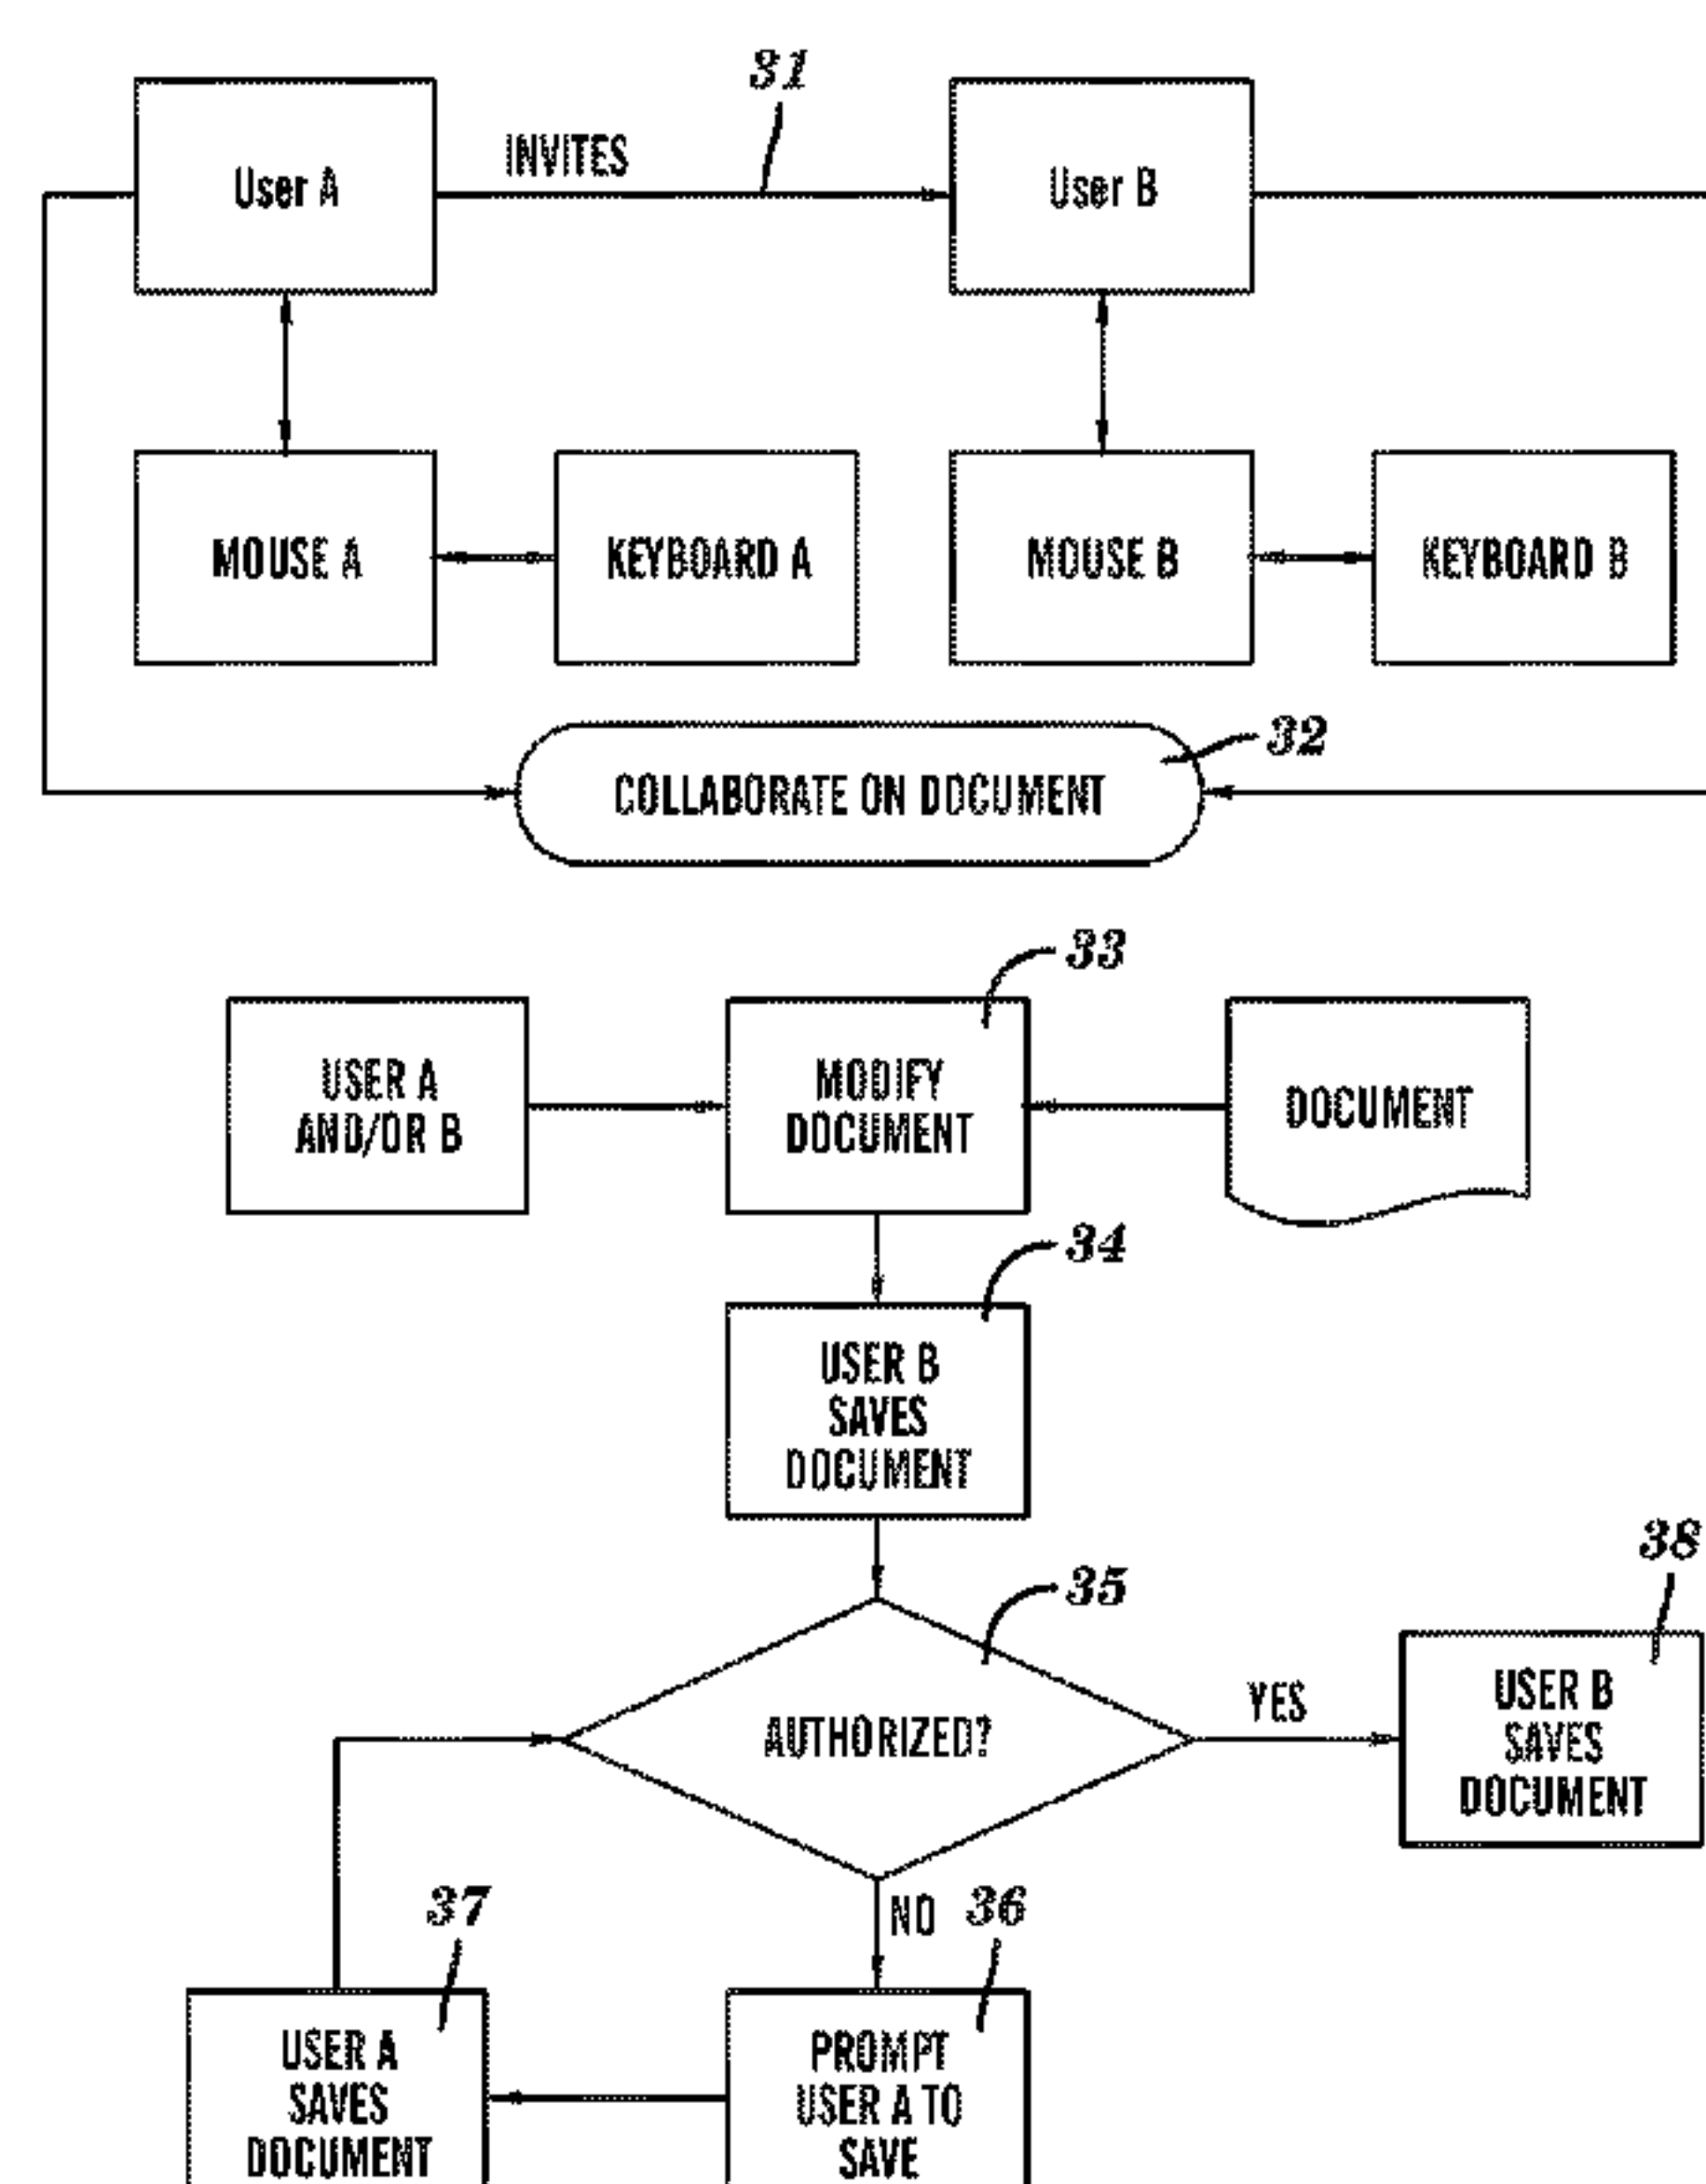 31
INVITES
User A
User B
MOUSE A
KEYBOARD A
MOUSE B
KEYBOARD B
32
COLLABORATE ON DOCUMENT
33
USER A
AND/OR B
MODIFY
DOCUMENT
DOCUMENT
34
USER B
SAVES
DOCUMENT
35
38
AUTHORIZED?
YES
USER B
SAVES
DOCUMENT
NO
37
36
USER A
SAVES
DOCUMENT
PROMPT
USER A TO
SAVE